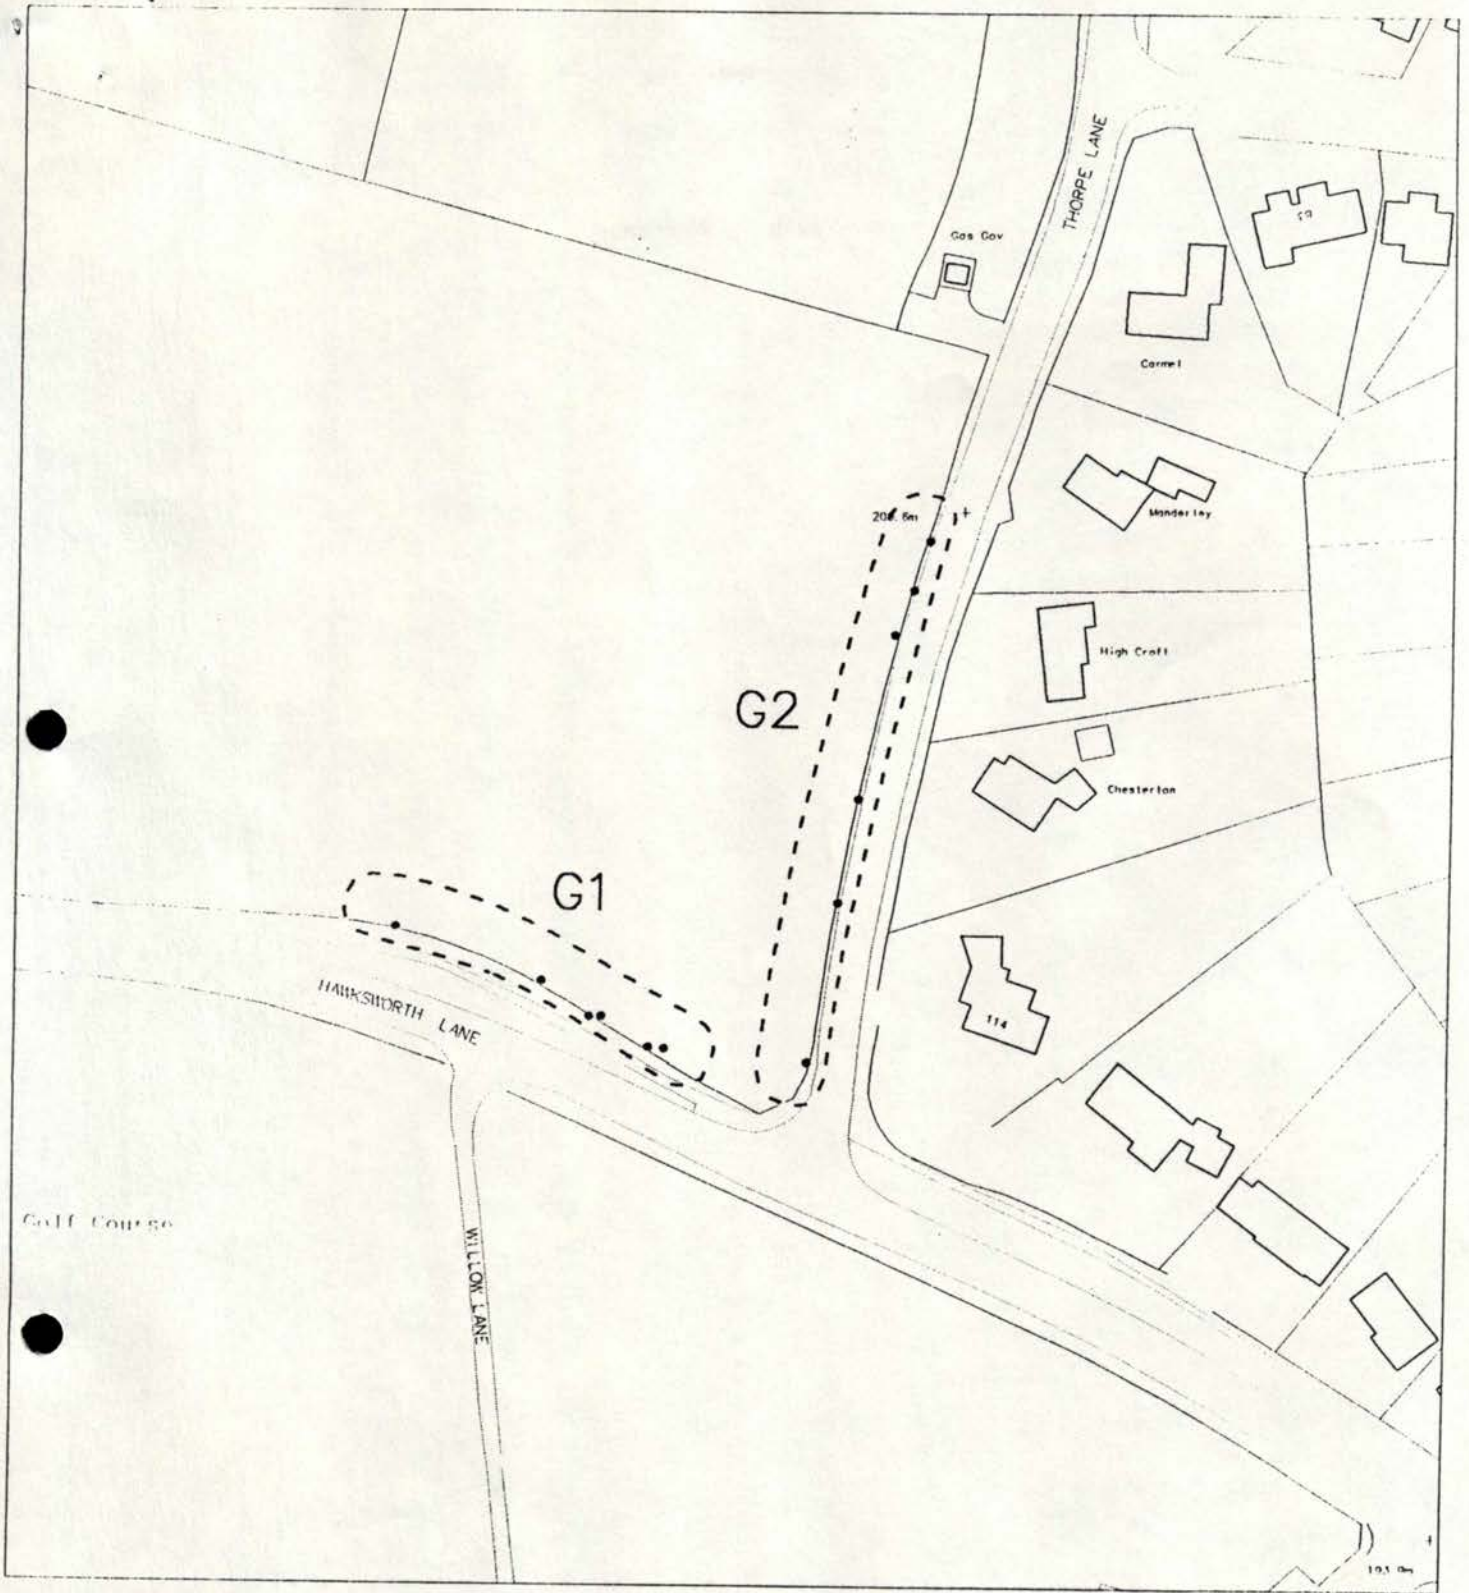 THORPE LANE
Gas Gov
Carmel
Manderley
High Croft
G2
Chesterton
G1
HAWKSWORTH LANE
114
Golf Course
WILLOW LANE